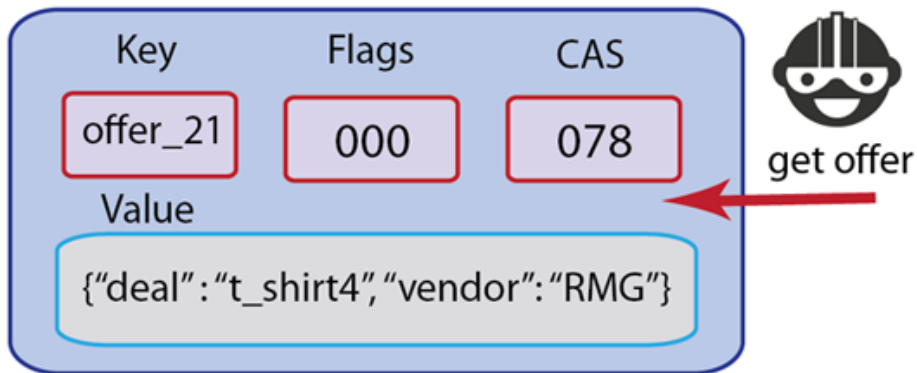 Key Flags CAS
offer_21 000 078
get offer
Value
{“deal” : “t_shirt4”, “vendor”: “RMG”}